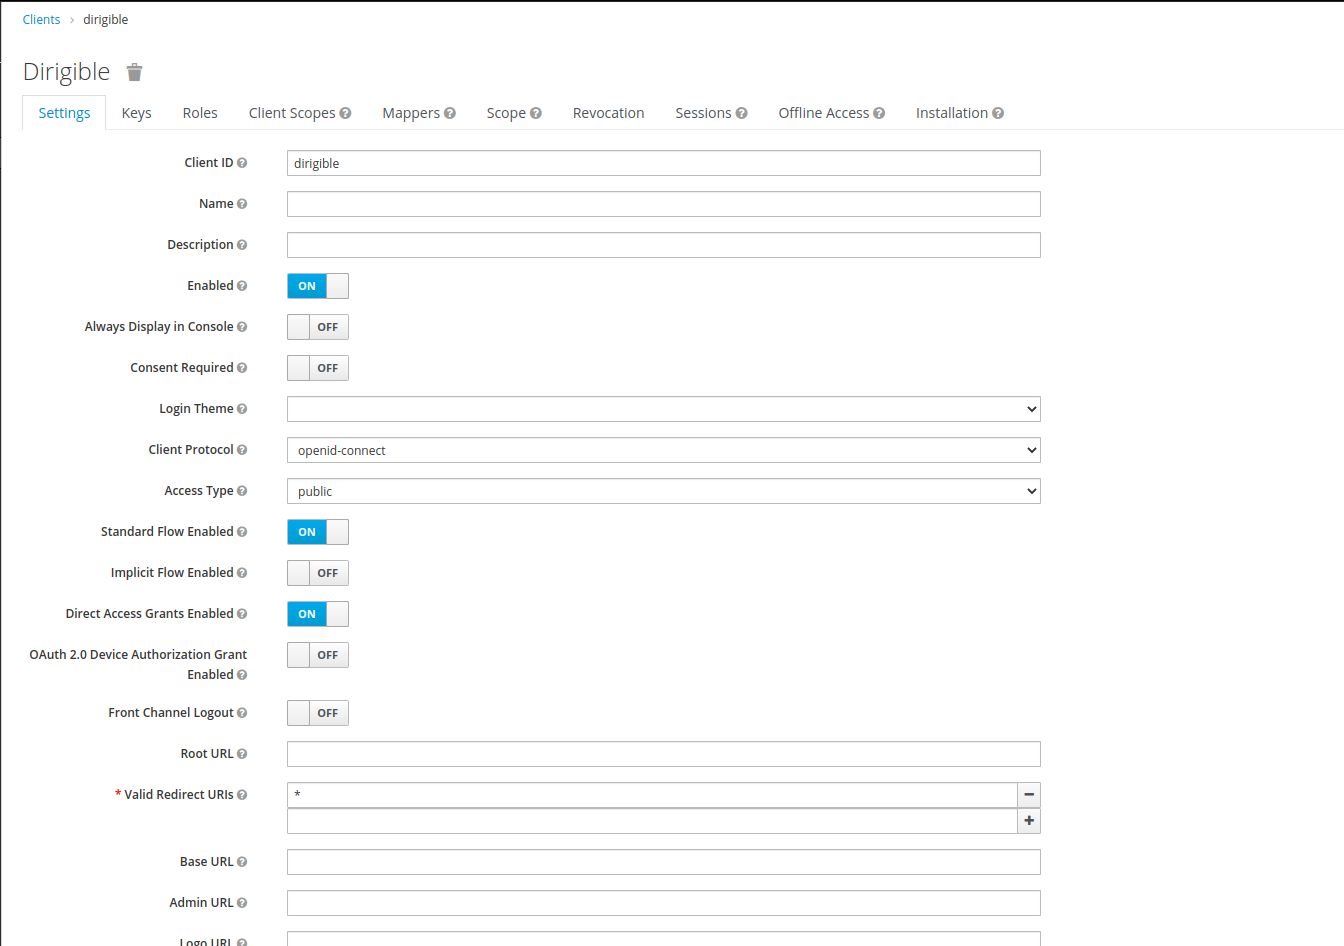 Clients › dirigible
Dirigible
Settings Keys Roles Client Scopes Mappers Scope Revocation Sessions Offline Access Installation
Client ID dirigible
Name
Description
Enabled ON
Always Display in Console OFF
Consent Required OFF
Login Theme
Client Protocol openid-connect
Access Type public
Standard Flow Enabled ON
Implicit Flow Enabled OFF
Direct Access Grants Enabled ON
OAuth 2.0 Device Authorization Grant OFF
Enabled
Front Channel Logout OFF
Root URL
* Valid Redirect URIs *
Base URL
Admin URL
Logo URL